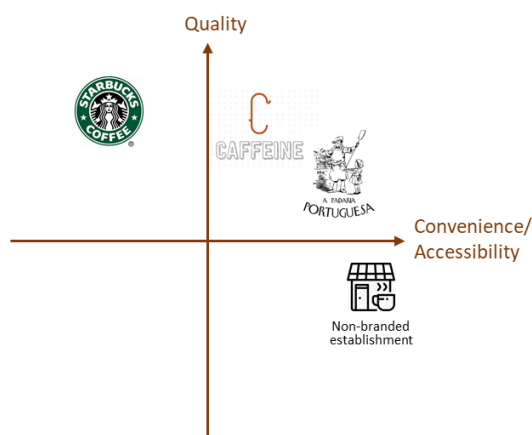 Quality
STARBUCKS
COFFEE
®
CAFFEINE
A PADARIA
PORTUGUESA
Convenience/
Accessibility
Non-branded
establishment